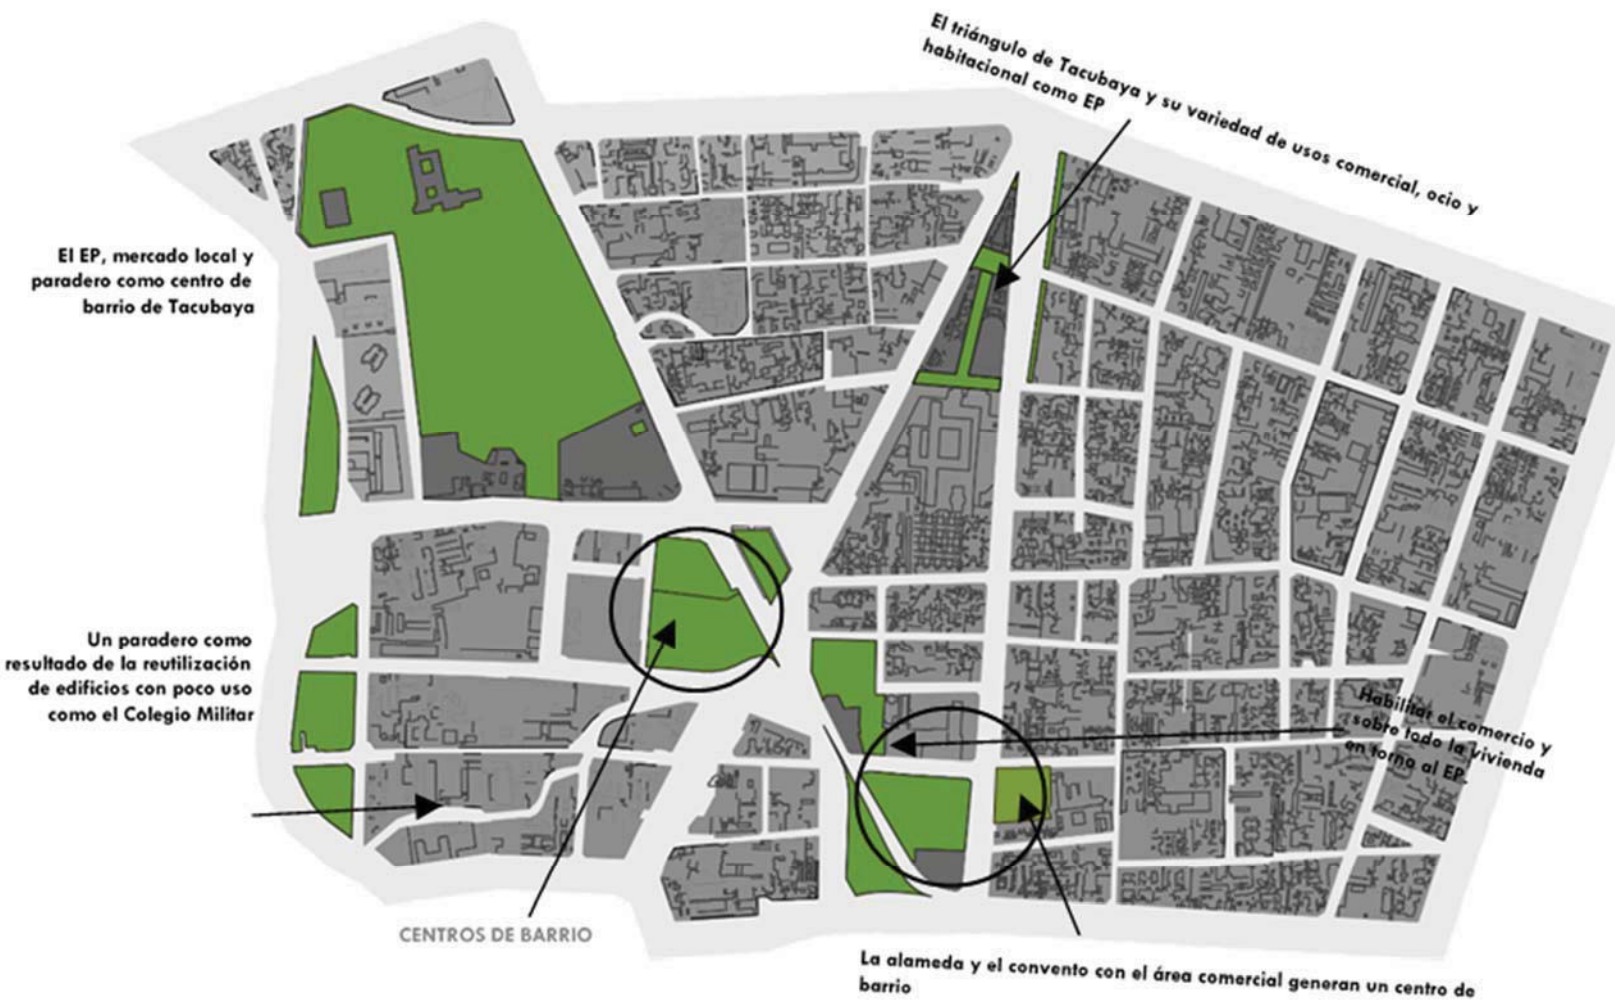 El triángulo de Tacubaya y su variedad de usos comercial, ocio y
habitacional como EP
El EP, mercado local y
paradero como centro de
barrio de Tacubaya
Un paradero como
resultado de la reutilización
de edificios con poco uso
como el Colegio Militar
Habilitar el comercio y
sobre todo la vivienda
en torno al EP.
CENTROS DE BARRIO
La alameda y el convento con el área comercial generan un centro de
barrio